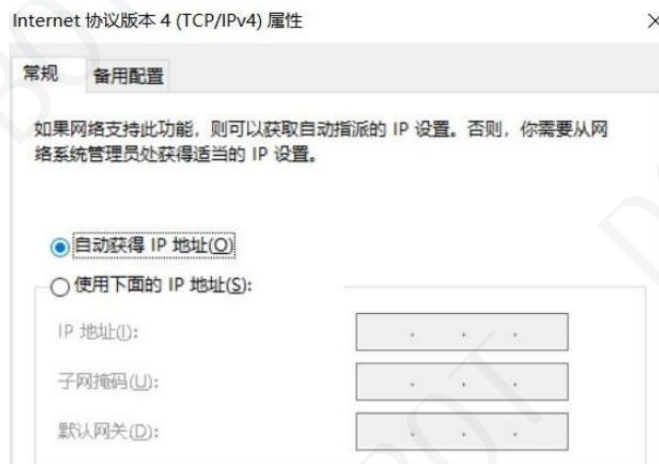 Internet 协议版本 4 (TCP/IPv4) 属性
常规
备用配置
如果网络支持此功能，则可以获取自动指派的 IP 设置。否则，你需要从网
络系统管理员处获得适当的 IP 设置。
自动获得 IP 地址(O)
使用下面的 IP 地址(S):
IP 地址(I):
子网掩码(U):
默认网关(D):